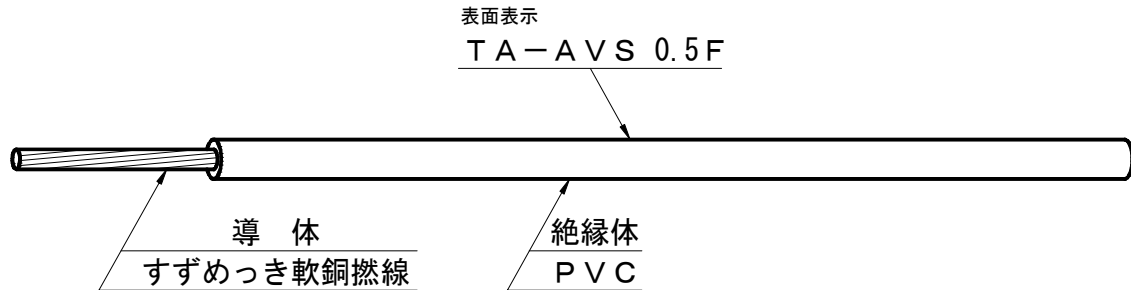 表面表示
ＴＡ－ＡＶＳ 0.5Ｆ
導　体
すずめっき軟銅撚線
絶縁体
ＰＶＣ